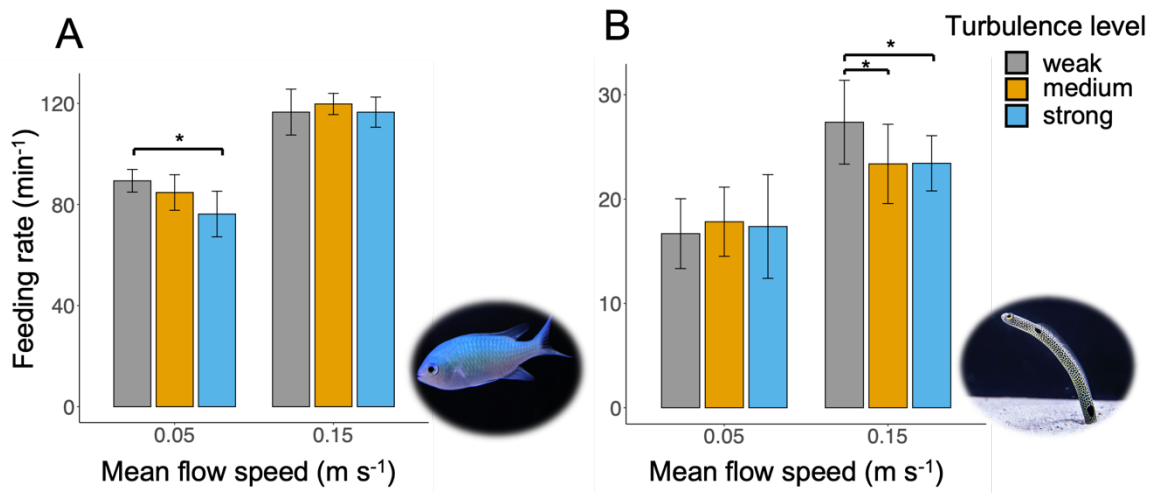 A
B
Turbulence level
weak
medium
strong
Feeding rate (min⁻¹)
120
80
40
0
*
0.05
0.15
Mean flow speed (m s⁻¹)
30
20
10
0
*
*
0.05
0.15
Mean flow speed (m s⁻¹)